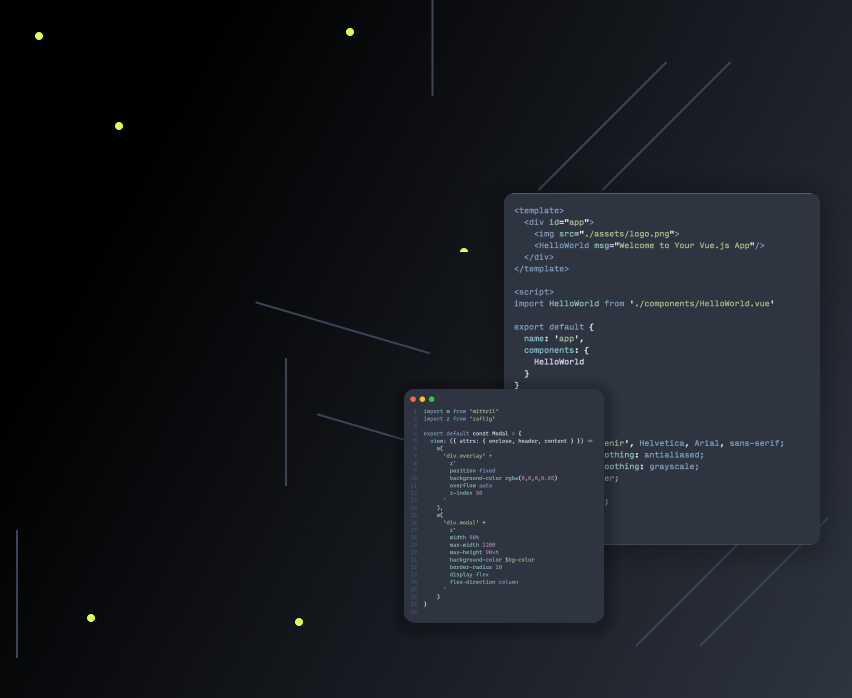 <template>
<div id="app">
<img src="./assets/logo.png">
<HelloWorld msg="Welcome to Your Vue.js App"/>
</div>
</template>
<script>
import HelloWorld from './components/HelloWorld.vue'
export default {
name: 'app',
components: {
HelloWorld
}
}
enir', Helvetica, Arial, sans-serif;
othing: antialiased;
oothing: grayscale;
er;
;
1 import m from "mithril"
2 import z from "zaftig"
3
4 export default const Modal = {
5 view: ({ attrs: { onclose, header, content } }) =>
6 m(
7 "div.overlay" +
8 z`
9 position fixed
10 background-color rgba(0,0,0,0.65)
11 overflow auto
12 z-index 50
13 `
14 ),
15 m(
16 "div.modal" +
17 z`
18 width 90%
19 max-width 1200
20 max-height 90vh
21 background-color $bg-color
22 border-radius 10
23 display flex
24 flex-direction column
25 `
26 )
27 }
28